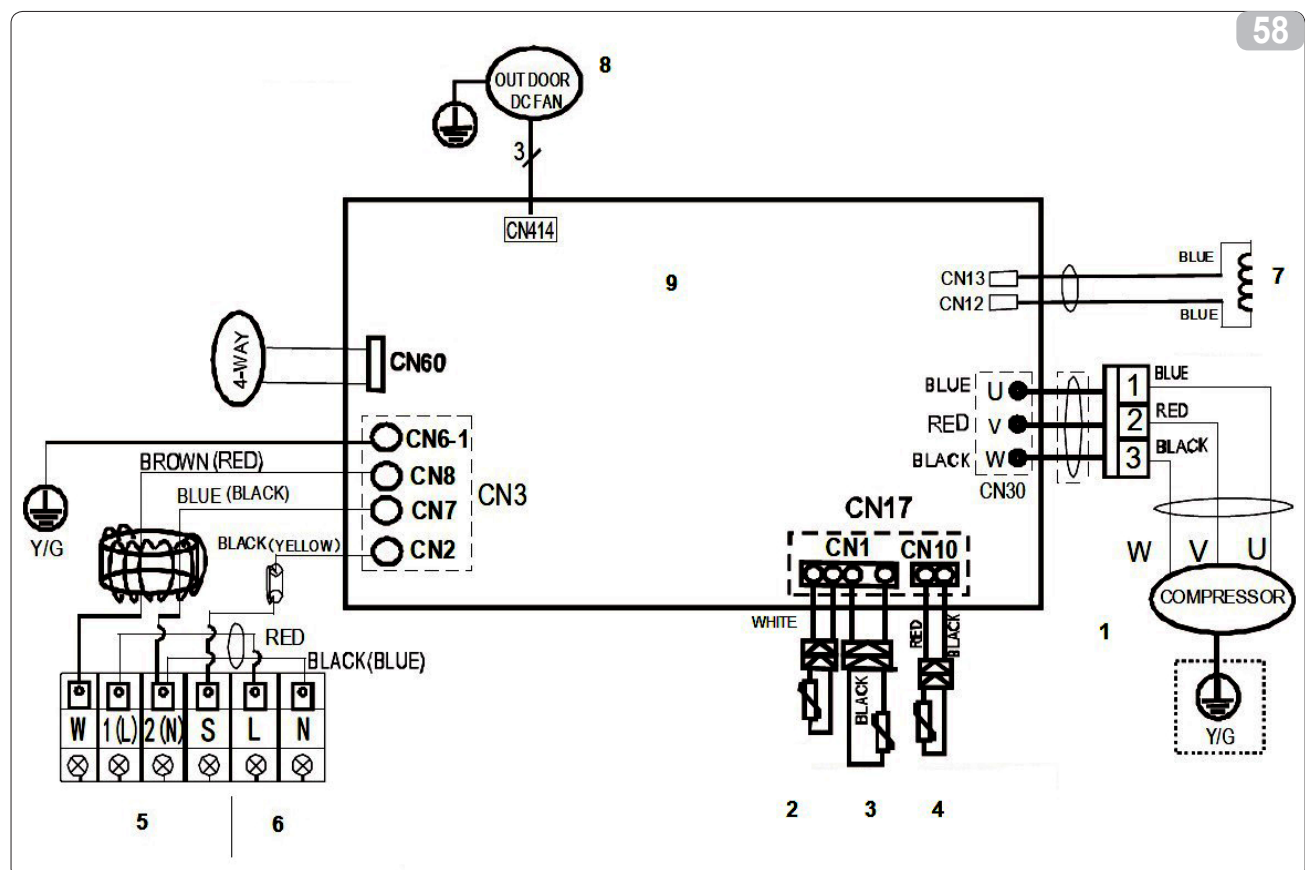 58
8
OUTDOOR
DC FAN
3
CN414
9
CN13
CN12
BLUE
BLUE
7
4-WAY
CN60
CN6-1
CN8
CN7
CN2
CN3
BROWN (RED)
BLUE (BLACK)
BLACK (YELLOW)
Y/G
BLUE U
RED V
BLACK W
CN30
1 BLUE
2 RED
3 BLACK
W V U
COMPRESSOR
1
Y/G
CN17
CN1 CN10
WHITE
BLACK
RED
BLACK
RED
BLACK(BLUE)
W 1(L) 2(N) S L N
2 3 4
5 6